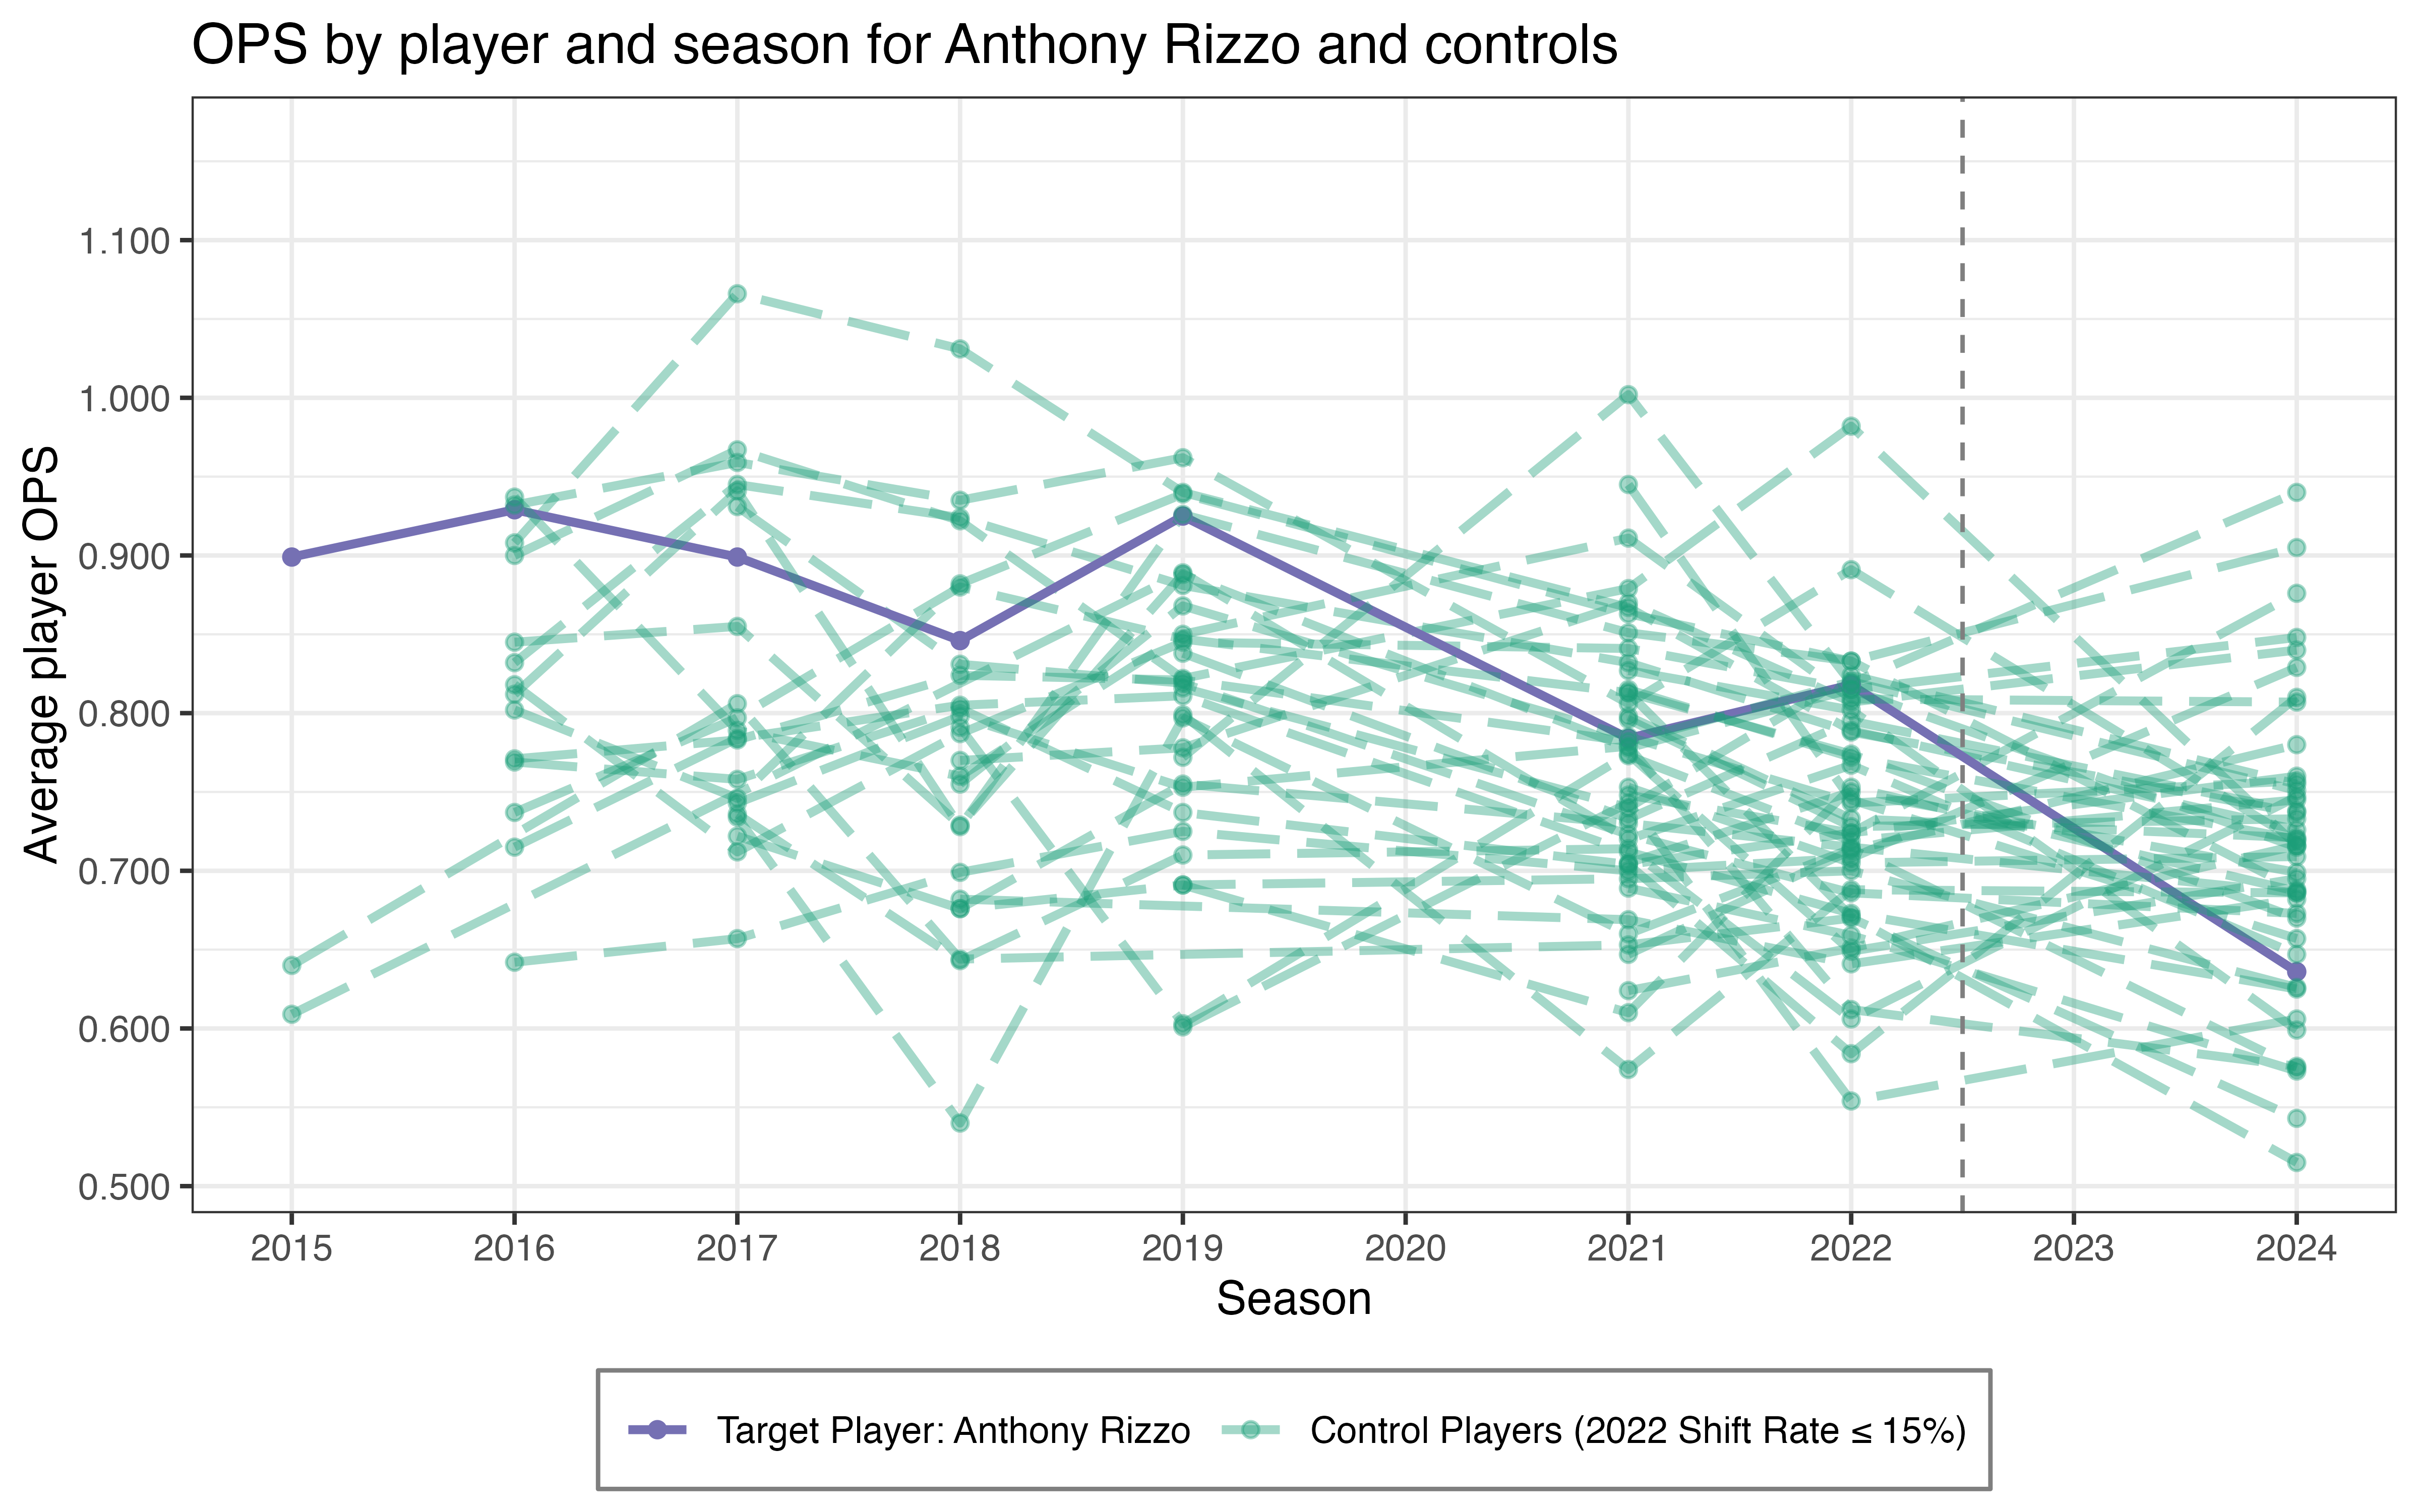 OPS by player and season for Anthony Rizzo and controls
Average player OPS
1.100
1.000
0.900
0.800
0.700
0.600
0.500
2015 2016 2017 2018 2019 2020 2021 2022 2023 2024
Season
Target Player: Anthony Rizzo Control Players (2022 Shift Rate ≤ 15%)